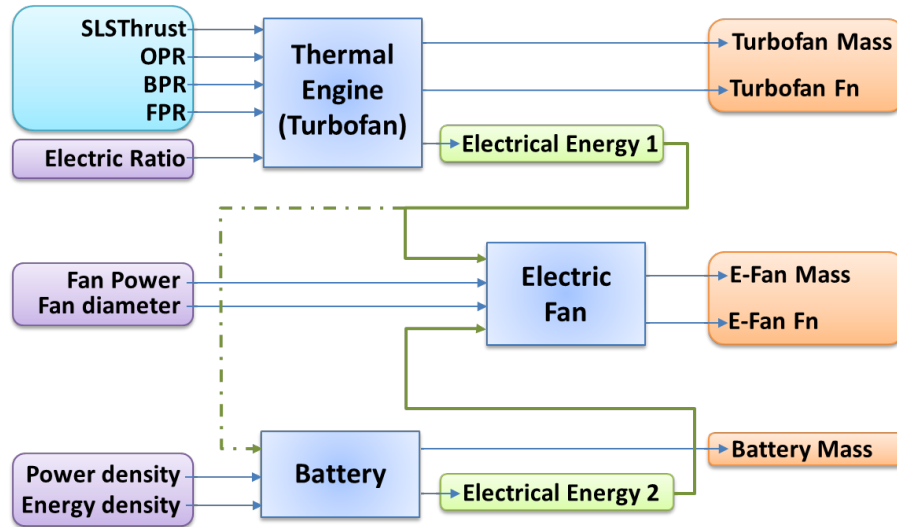 SLSThrust
OPR
BPR
FPR
Electric Ratio
Thermal
Engine
(Turbofan)
Turbofan Mass
Turbofan Fn
Electrical Energy 1
Fan Power
Fan diameter
Electric
Fan
E-Fan Mass
E-Fan Fn
Power density
Energy density
Battery
Battery Mass
Electrical Energy 2